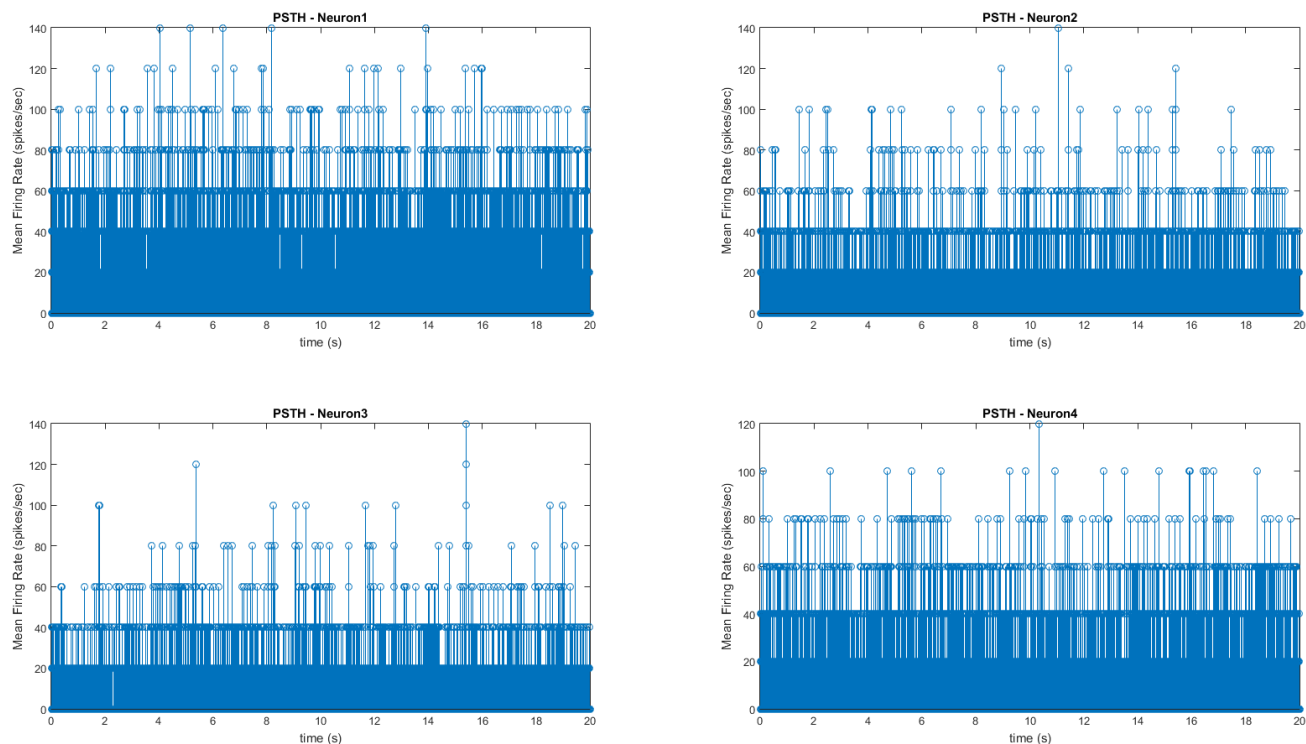 PSTH - Neuron1
Mean Firing Rate (spikes/sec)
140
120
100
80
60
40
20
0
0 2 4 6 8 10 12 14 16 18 20
time (s)
PSTH - Neuron2
Mean Firing Rate (spikes/sec)
140
120
100
80
60
40
20
0
0 2 4 6 8 10 12 14 16 18 20
time (s)
PSTH - Neuron3
Mean Firing Rate (spikes/sec)
140
120
100
80
60
40
20
0
0 2 4 6 8 10 12 14 16 18 20
time (s)
PSTH - Neuron4
Mean Firing Rate (spikes/sec)
120
100
80
60
40
20
0
0 2 4 6 8 10 12 14 16 18 20
time (s)